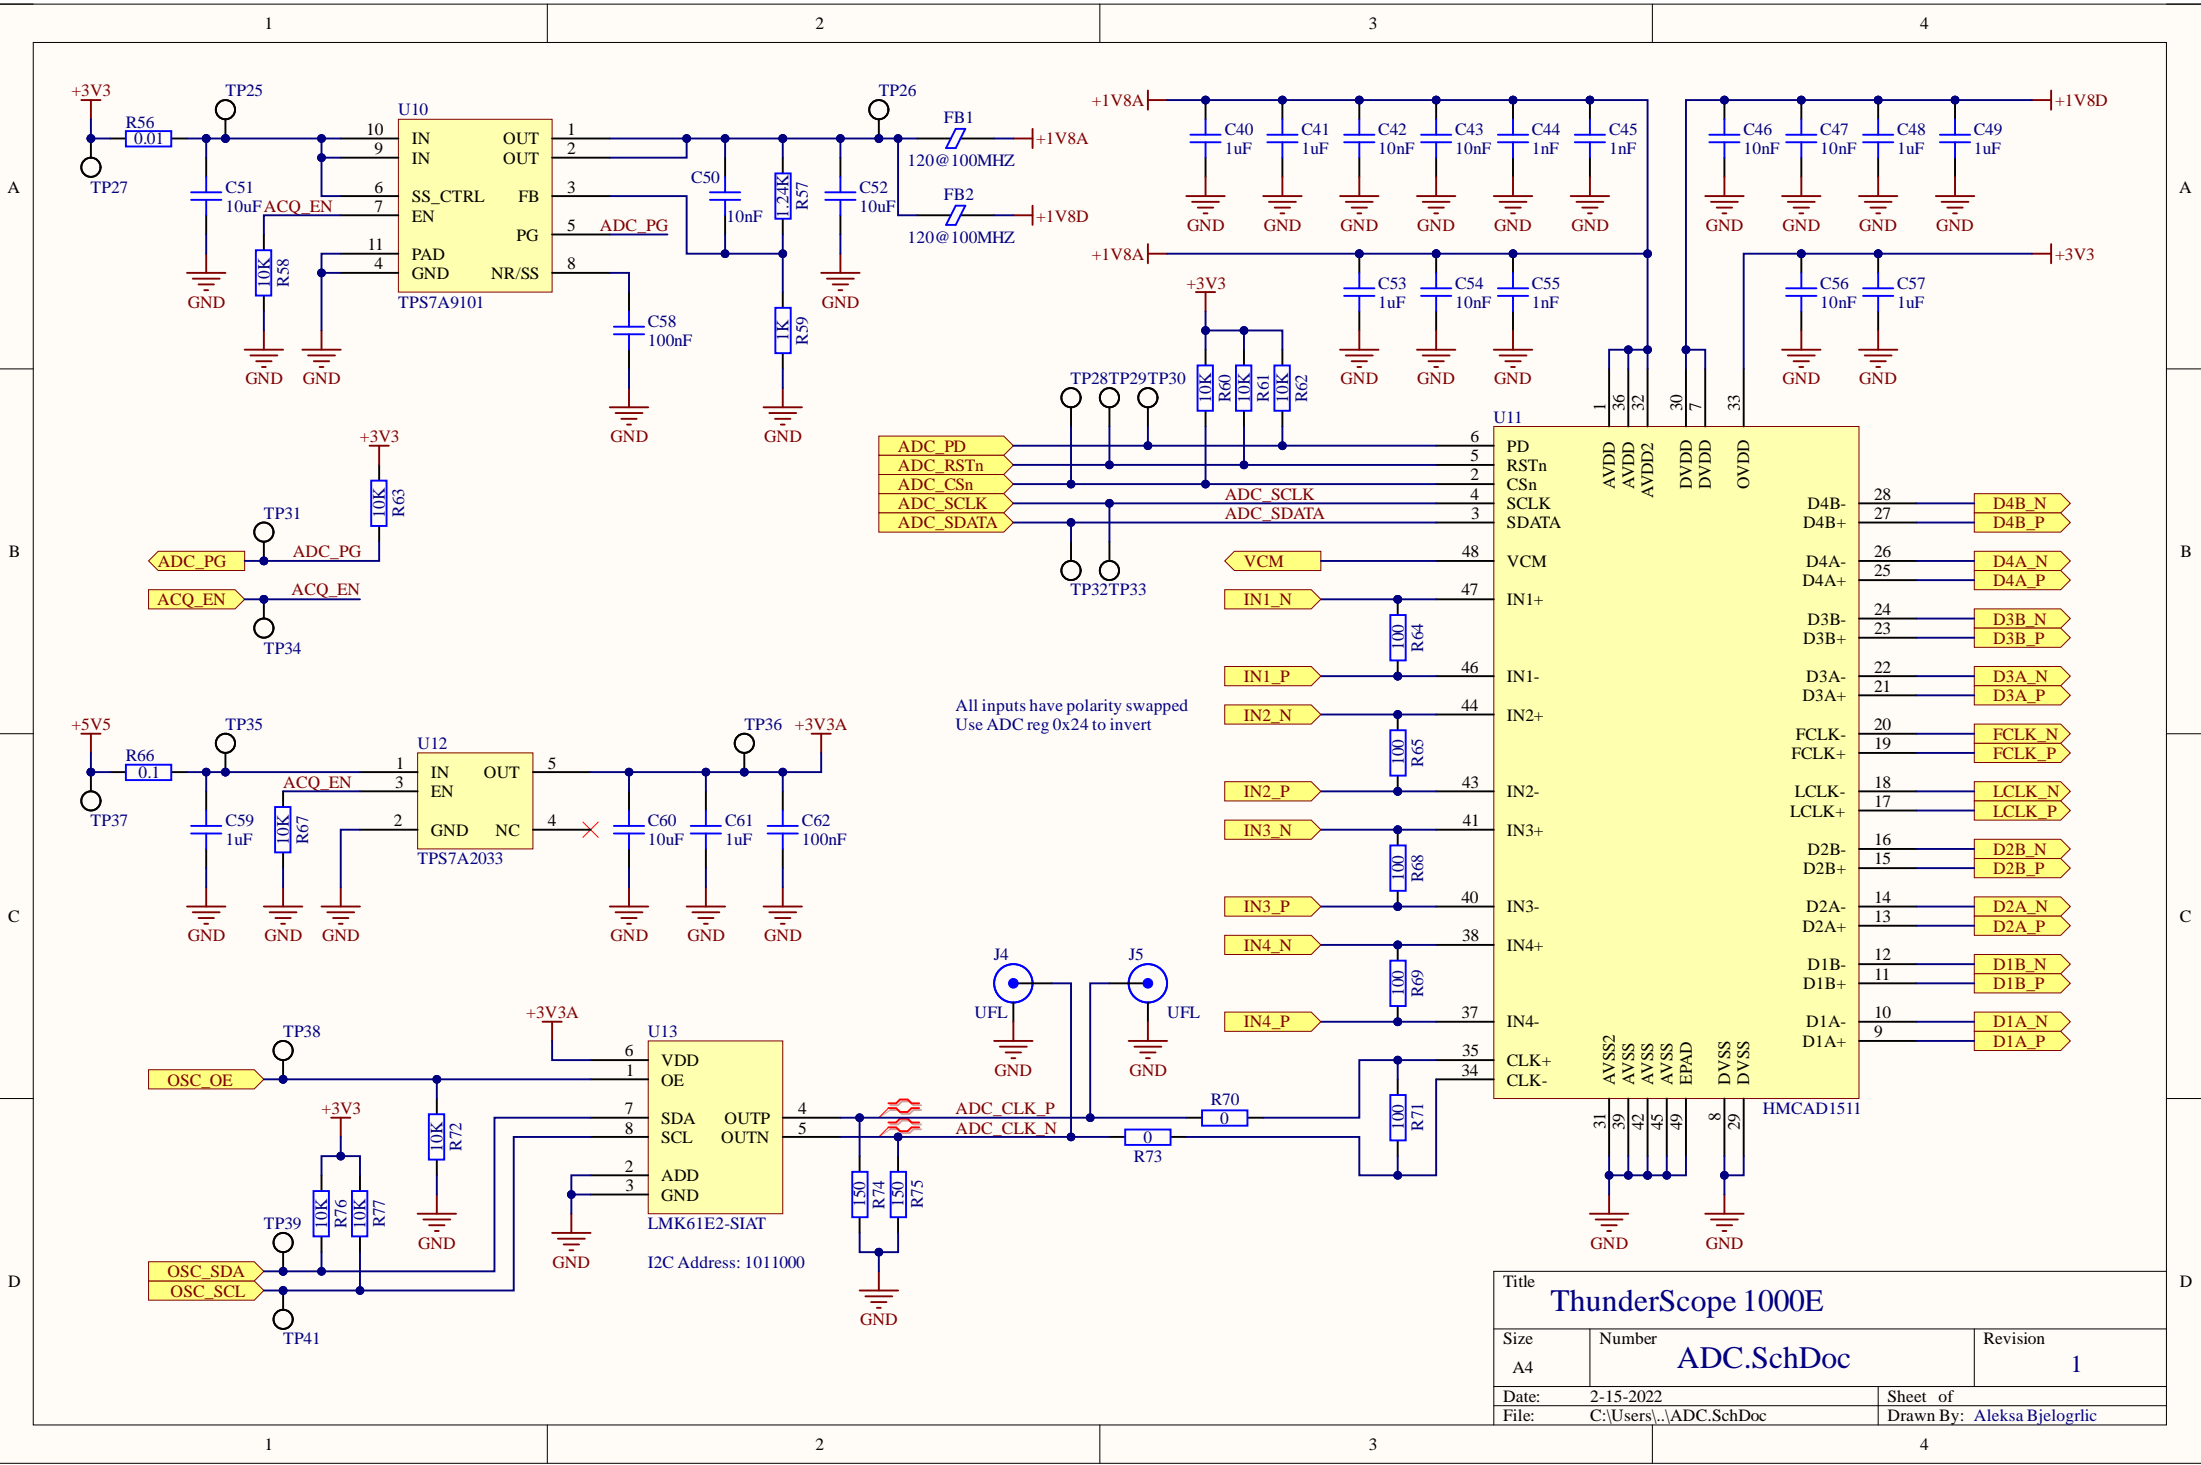 1 2 3 4
A
B
C
D
A
B
C
D
1 2 3 4
+3V3
TP27
R56
0.01
TP25
C51
10uF
GND
ACQ_EN
10K
R58
GND
GND
U10
10 IN
9 IN
6 SS_CTRL
7 EN
11 PAD
4 GND
OUT 1
OUT 2
FB 3
PG 5
NR/SS 8
TPS7A9101
ADC_PG
C58
100nF
GND
C50
10nF
1.24K
R57
1K
R59
GND
C52
10uF
GND
TP26
FB1
120@100MHZ
+1V8A
FB2
120@100MHZ
+1V8D
+1V8A
C40
1uF
GND
C41
1uF
GND
C42
10nF
GND
C43
10nF
GND
C44
1nF
GND
C45
1nF
GND
+1V8D
C46
10nF
GND
C47
10nF
GND
C48
1uF
GND
C49
1uF
GND
+1V8A
C53
1uF
GND
C54
10nF
GND
C55
1nF
GND
+3V3
C56
10nF
GND
C57
1uF
GND
+3V3
10K
R60
10K
R61
10K
R62
TP28 TP29 TP30
ADC_PD
ADC_RSTn
ADC_CSn
ADC_SCLK
ADC_SDATA
ADC_SCLK
ADC_SDATA
TP32 TP33
VCM
IN1_N
100
R64
IN1_P
IN2_N
100
R65
IN2_P
IN3_N
100
R68
IN3_P
IN4_N
100
R69
IN4_P
All inputs have polarity swapped
Use ADC reg 0x24 to invert
U11
6 PD
5 RSTn
2 CSn
4 SCLK
3 SDATA
48 VCM
47 IN1+
46 IN1-
44 IN2+
43 IN2-
41 IN3+
40 IN3-
38 IN4+
37 IN4-
35 CLK+
34 CLK-
1 AVDD
36 AVDD
32 AVDD2
30 DVDD
7 DVDD
33 OVDD
D4B- 28 D4B_N
D4B+ 27 D4B_P
D4A- 26 D4A_N
D4A+ 25 D4A_P
D3B- 24 D3B_N
D3B+ 23 D3B_P
D3A- 22 D3A_N
D3A+ 21 D3A_P
FCLK- 20 FCLK_N
FCLK+ 19 FCLK_P
LCLK- 18 LCLK_N
LCLK+ 17 LCLK_P
D2B- 16 D2B_N
D2B+ 15 D2B_P
D2A- 14 D2A_N
D2A+ 13 D2A_P
D1B- 12 D1B_N
D1B+ 11 D1B_P
D1A- 10 D1A_N
D1A+ 9 D1A_P
AVSS2 31
AVSS 39
AVSS 42
AVSS 45
EPAD 49
DVSS 8
DVSS 29
HMCAD1511
GND
GND
+3V3
10K
R63
TP31
ADC_PG
ADC_PG
ACQ_EN
ACQ_EN
TP34
+5V5
TP37
R66
0.1
TP35
C59
1uF
GND
ACQ_EN
10K
R67
GND
GND
U12
1 IN
3 EN
2 GND
OUT 5
NC 4
TPS7A2033
TP36
+3V3A
C60
10uF
GND
C61
1uF
GND
C62
100nF
GND
OSC_OE
TP38
10K
R72
GND
+3V3
10K
R76
10K
R77
TP39
OSC_SDA
OSC_SCL
TP41
+3V3A
U13
6 VDD
1 OE
7 SDA
8 SCL
2 ADD
3 GND
OUTP 4
OUTN 5
LMK61E2-SIAT
I2C Address: 1011000
GND
150
R74
150
R75
GND
ADC_CLK_P
ADC_CLK_N
J4
UFL
GND
J5
UFL
GND
R70
0
0
R73
100
R71
Title
ThunderScope 1000E
Size
A4
Number
ADC.SchDoc
Revision
1
Date: 2-15-2022
Sheet of
File: C:\Users\..\ADC.SchDoc
Drawn By: Aleksa Bjelogrlic